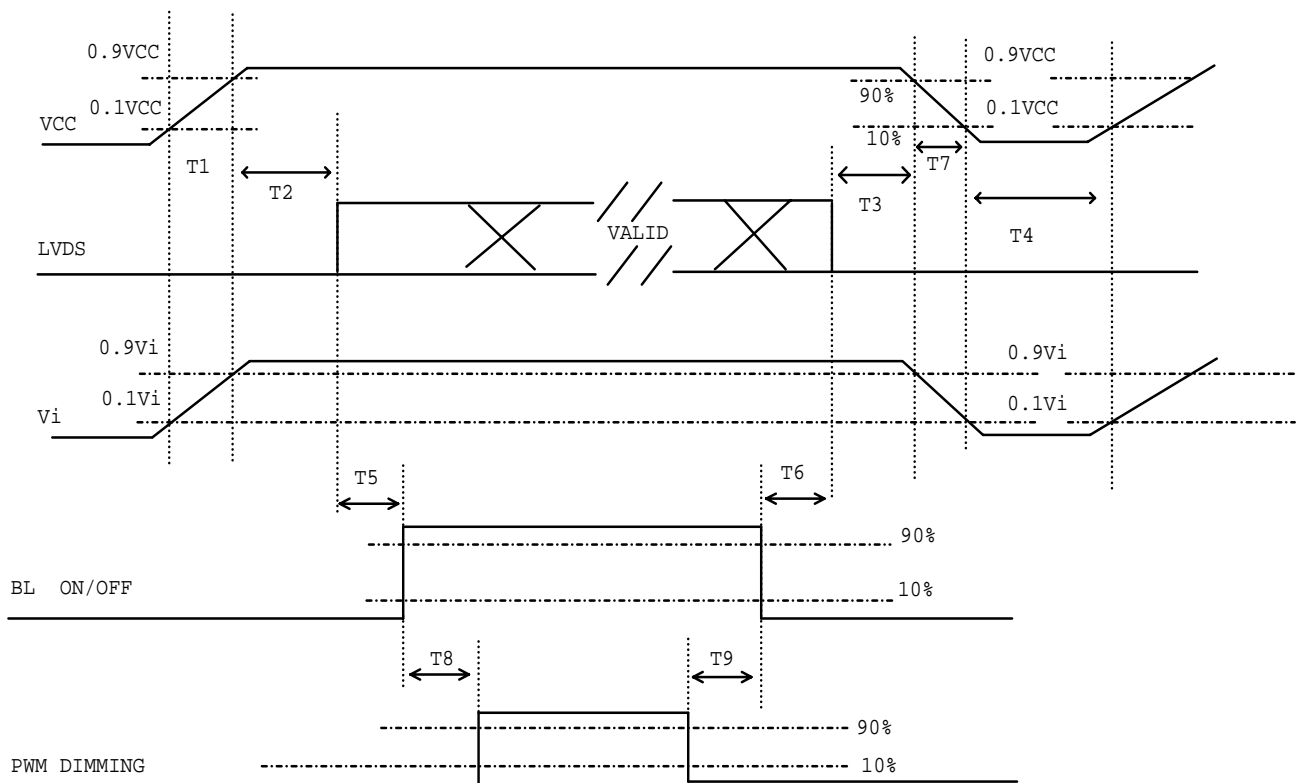 0.9VCC
0.9VCC
90%
0.1VCC
0.1VCC
VCC
10%
T1
T7
T2
T3
VALID
T4
LVDS
0.9Vi
0.9Vi
0.1Vi
0.1Vi
Vi
T5
T6
90%
BL ON/OFF
10%
T8
T9
90%
PWM DIMMING
10%